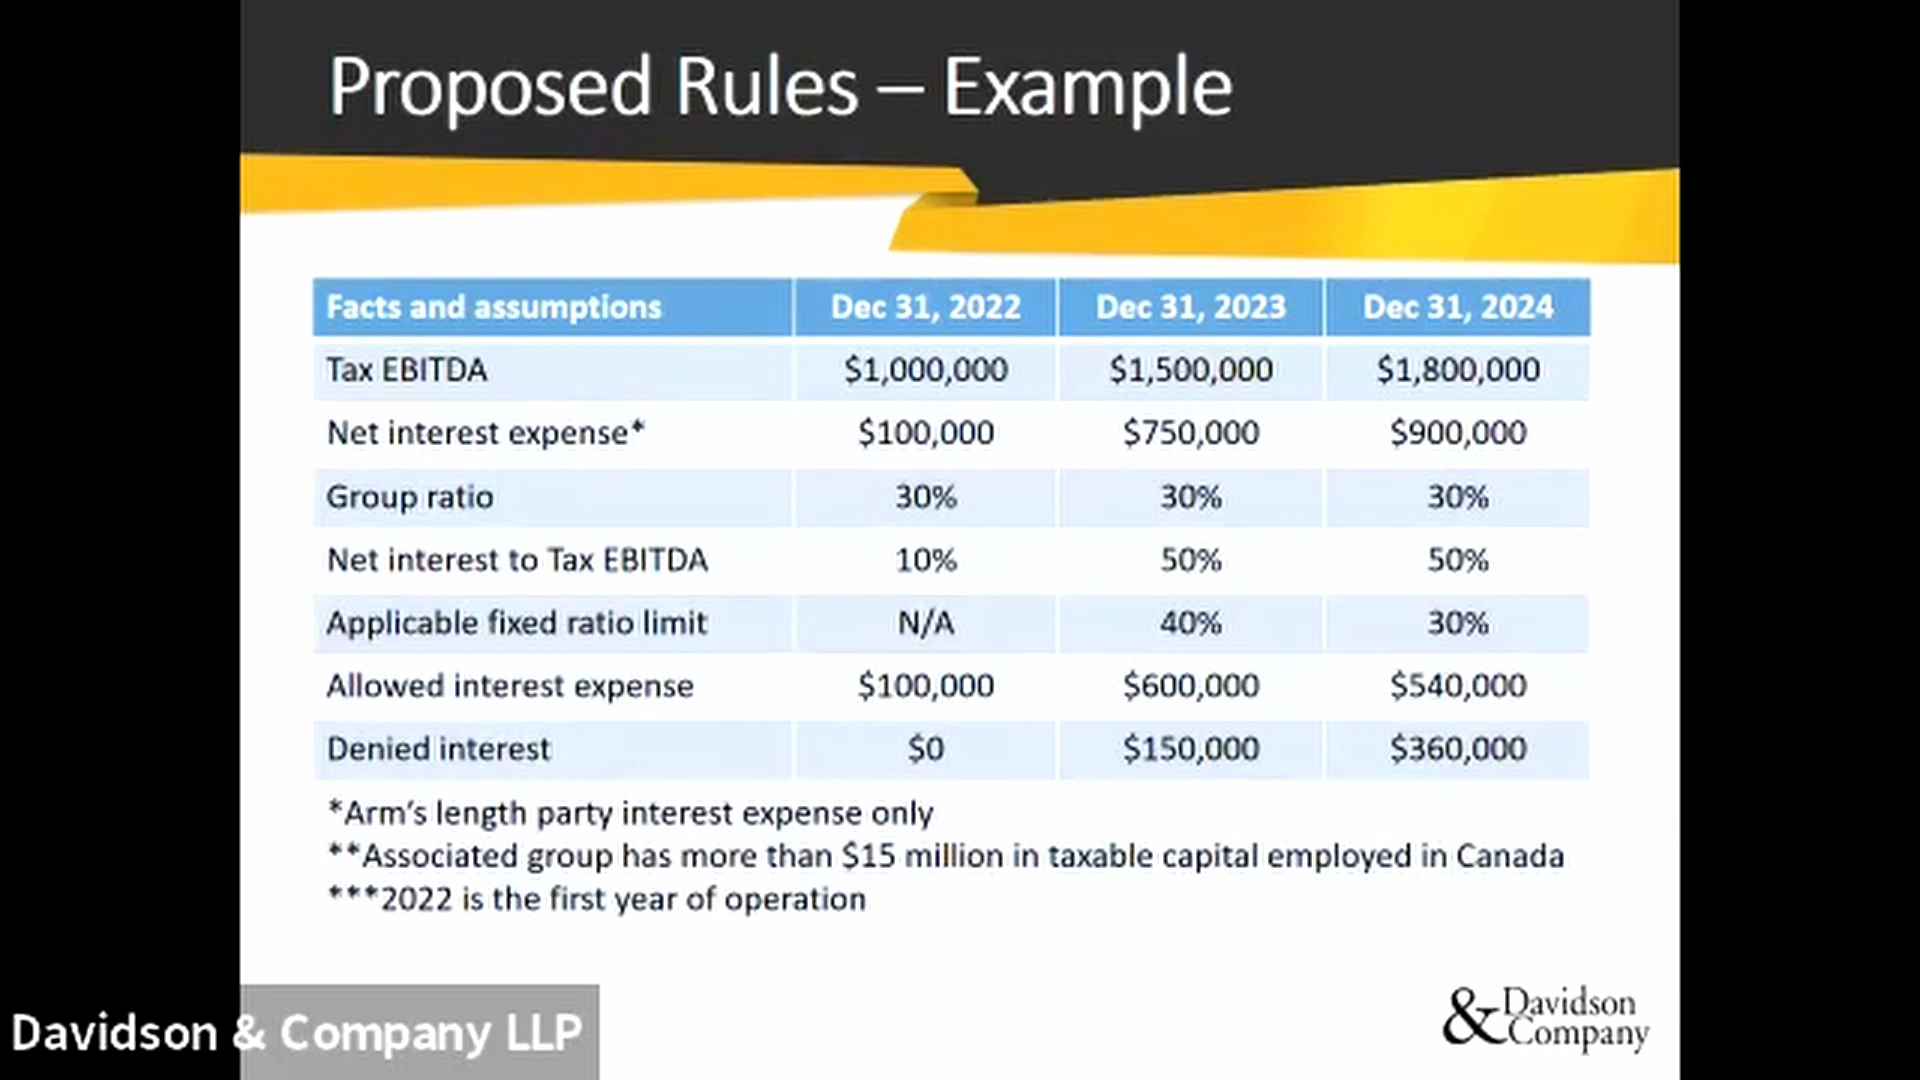 Proposed Rules – Example
Facts and assumptions Dec 31, 2022 Dec 31, 2023 Dec 31, 2024
Tax EBITDA $1,000,000 $1,500,000 $1,800,000
Net interest expense* $100,000 $750,000 $900,000
Group ratio 30% 30% 30%
Net interest to Tax EBITDA 10% 50% 50%
Applicable fixed ratio limit N/A 40% 30%
Allowed interest expense $100,000 $600,000 $540,000
Denied interest $0 $150,000 $360,000
*Arm's length party interest expense only
**Associated group has more than $15 million in taxable capital employed in Canada
***2022 is the first year of operation
Davidson & Company LLP
& Davidson
Company